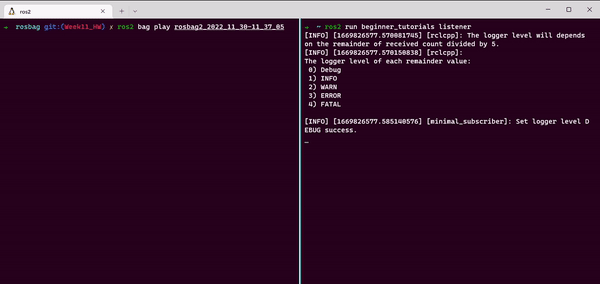 ros2
→ rosbag git:(Week11_HW) x ros2 bag play rosbag2_2022_11_30-11_37_05
→ ~ ros2 run beginner_tutorials listener
[INFO] [1669826577.570081745] [rclcpp]: The logger level will depends
on the remainder of received count divided by 5.
[INFO] [1669826577.570150838] [rclcpp]:
The logger level of each remainder value:
0) Debug
1) INFO
2) WARN
3) ERROR
4) FATAL
[INFO] [1669826577.585140576] [minimal_subscriber]: Set logger level D
EBUG success.